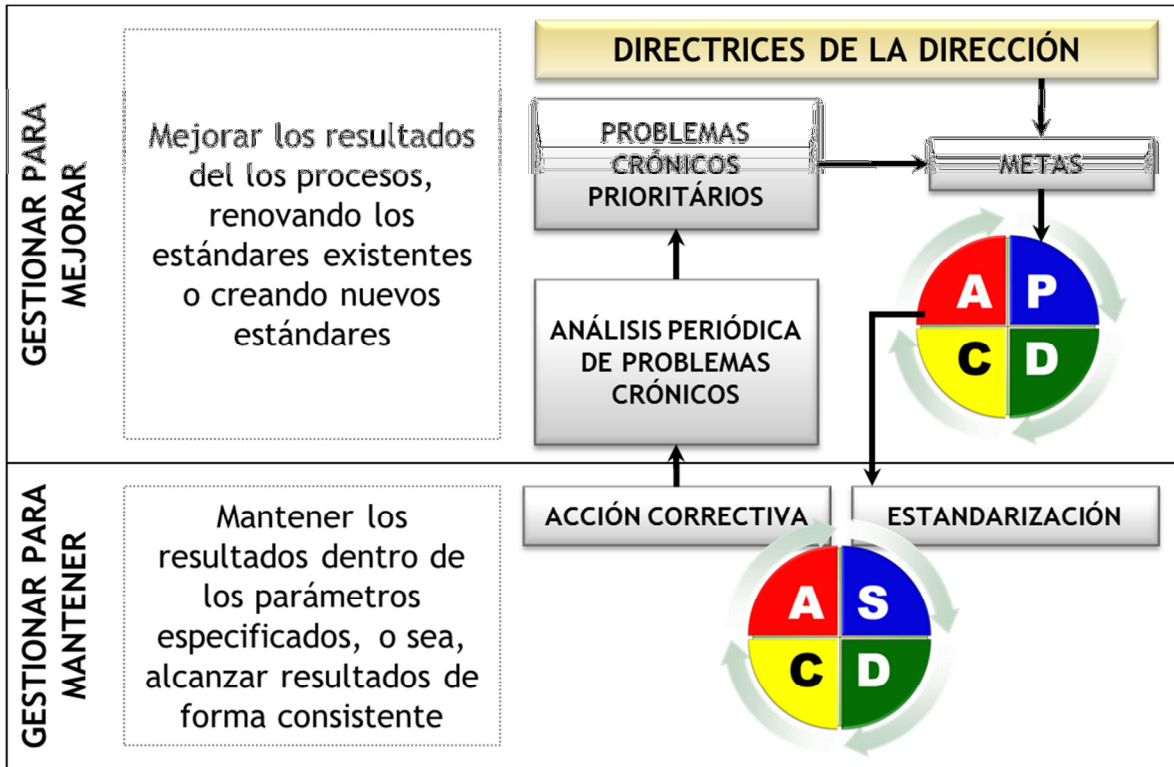 GESTIONAR PARA
MEJORAR
Mejorar los resultados
del los procesos,
renovando los
estándares existentes
o creando nuevos
estándares
DIRECTRICES DE LA DIRECCIÓN
PROBLEMAS
CRÓNICOS
PRIORITÁRIOS
METAS
A P
C D
ANÁLISIS PERIÓDICA
DE PROBLEMAS
CRÓNICOS
GESTIONAR PARA
MANTENER
Mantener los
resultados dentro de
los parámetros
especificados, o sea,
alcanzar resultados de
forma consistente
ACCIÓN CORRECTIVA
ESTANDARIZACIÓN
A S
C D